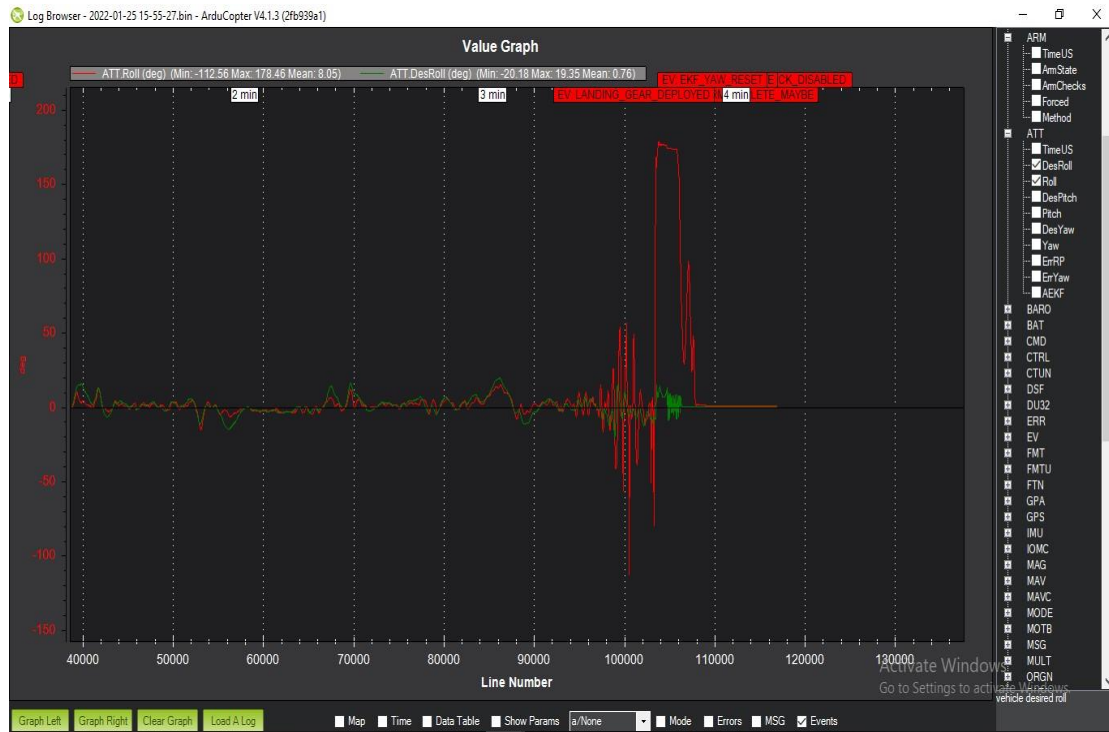 Log Browser - 2022-01-25 15-55-27.bin - ArduCopter V4.1.3 (2fb939a1)
Value Graph
ATT.Roll (deg) (Min: -112.56 Max: 178.46 Mean: 8.05) ATT.DesRoll (deg) (Min: -20.18 Max: 19.35 Mean: 0.76)
EV: EKF_YAW_RESET E CK_DISABLED
2 min 3 min EV: LANDING_GEAR_DEPLOYED 4 min LETE_MAYBE
200
150
100
50
0
-50
-100
-150
deg
40000 50000 60000 70000 80000 90000 100000 110000 120000 130000
Line Number
ARM
TimeUS
ArmState
ArmChecks
Forced
Method
ATT
TimeUS
DesRoll
Roll
DesPitch
Pitch
DesYaw
Yaw
ErrRP
ErrYaw
AEKF
BARO
BAT
CMD
CTRL
CTUN
DSF
DU32
ERR
EV
FMT
FMTU
FTN
GPA
GPS
IMU
IOMC
MAG
MAV
MAVC
MODE
MOTB
MSG
MULT
ORGN
vehicle desired roll
Activate Windows
Go to Settings to activate Windows.
Graph Left Graph Right Clear Graph Load A Log Map Time Data Table Show Params a/None Mode Errors MSG Events